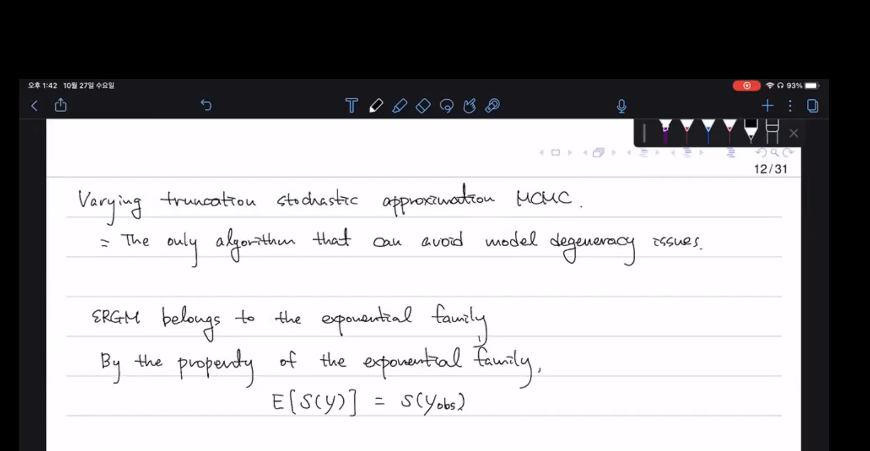 오후 1:42 10월 27일 수요일
93%
12/31
Varying truncation stochastic approximation MCMC.
= The only algorithm that can avoid model degeneracy issues.
ERGM belongs to the exponential family
By the property of the exponential family,
E[S(y)] = S(yobs)